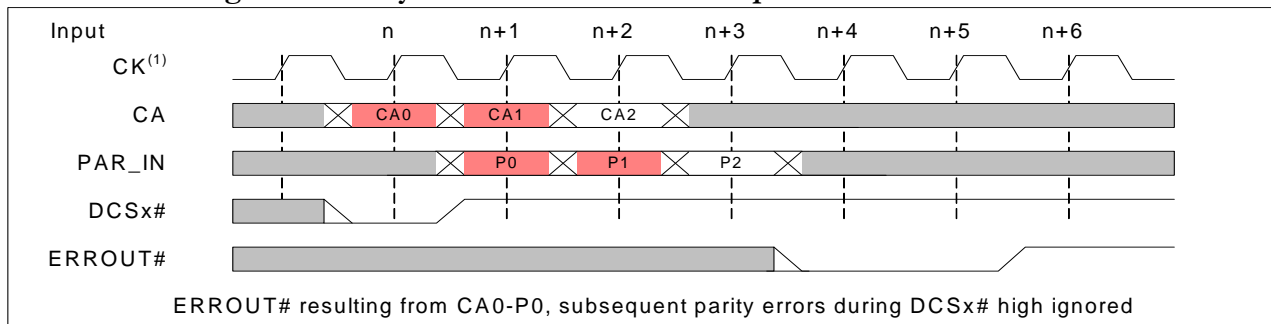 Input n n+1 n+2 n+3 n+4 n+5 n+6
CK(1)
CA CA0 CA1 CA2
PAR_IN P0 P1 P2
DCSx#
ERROUT#
ERROUT# resulting from CA0-P0, subsequent parity errors during DCSx# high ignored